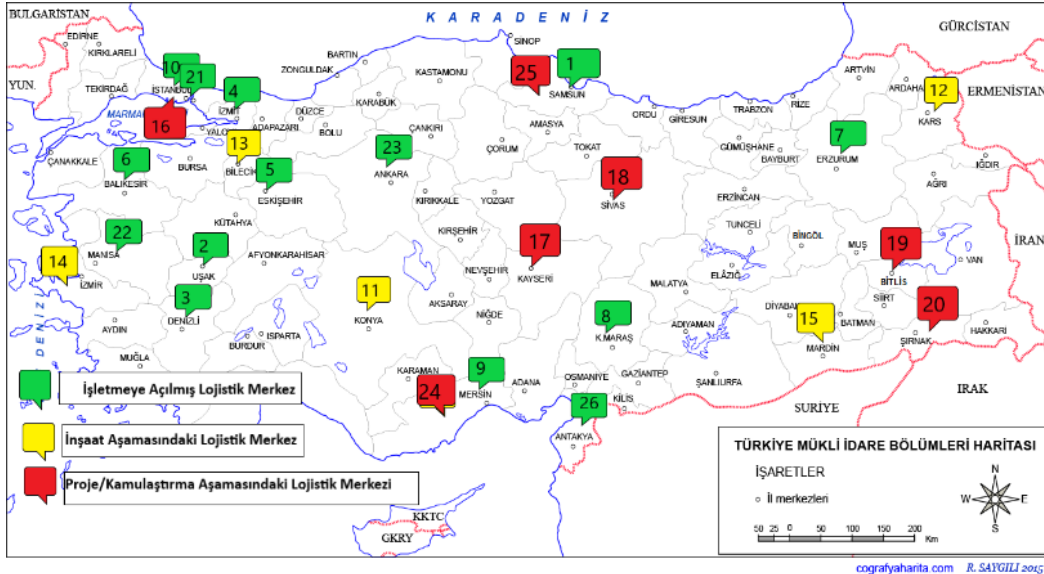 BULGARİSTAN
K A R A D E N İ Z
GÜRCİSTAN
EDİRNE
KIRKLARELİ
SİNOP
BARTIN
ZONGULDAK
KASTAMONU
YUN.
TEKİRDAĞ
10
21
İSTANBUL
4
İZMİT
KARABÜK
25
1
SAMSUN
ARTVİN
ARDAHA
12
ERMENİSTAN
KARS
16
YALO
ADAPAZARI
DÜZCE
BOLU
ÇANKIRI
AMASYA
ÇORUM
TOKAT
ORDU
GİRESUN
TRABZON
RİZE
GÜMÜŞHANE
BAYBURT
7
ERZURUM
IĞDIR
ÇANAKKALE
6
BALIKESİR
BURSA
13
BİLECİK
5
ESKİŞEHİR
23
ANKARA
KIRIKKALE
YOZGAT
18
SİVAS
ERZİNCAN
AĞRI
KÜTAHYA
22
MANİSA
2
UŞAK
AFYONKARAHİSAR
KIRŞEHİR
17
KAYSERİ
TUNCELİ
BİNGÖL
MUŞ
19
BİTLİS
VAN
İRAN
14
İZMİR
11
KONYA
AKSARAY
NEVŞEHİR
NİĞDE
MALATYA
ELÂZIĞ
3
DENİZLİ
AYDIN
ISPARTA
BURDUR
8
K.MARAŞ
ADIYAMAN
15
BATMAN
MARDİN
SİİRT
20
ŞIRNAK
HAKKARİ
D E N İ Z İ
MUĞLA
KARAMAN
24
9
MERSİN
ADANA
OSMANİYE
GAZİANTEP
KİLİS
ŞANLIURFA
26
ANTAKYA
SURİYE
IRAK
İşletmeye Açılmış Lojistik Merkez
İnşaat Aşamasındaki Lojistik Merkez
Proje/Kamulaştırma Aşamasındaki Lojistik Merkezi
KKTC
GKRY
TÜRKİYE MÜKLİ İDARE BÖLÜMLERİ HARİTASI
İŞARETLER
İl merkezleri
N
W
E
S
50 25 0 50 100 150 200
Km
cografyaharita.com R. SAYGILI 2015